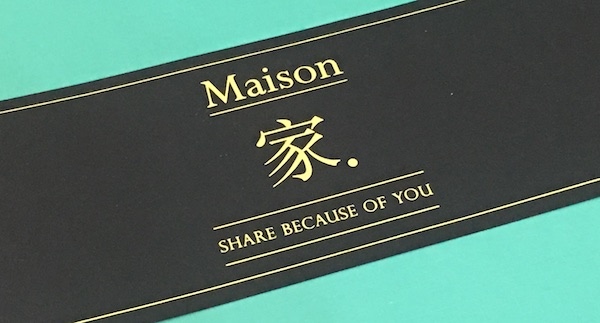 Maison
家.
SHARE BECAUSE OF YOU